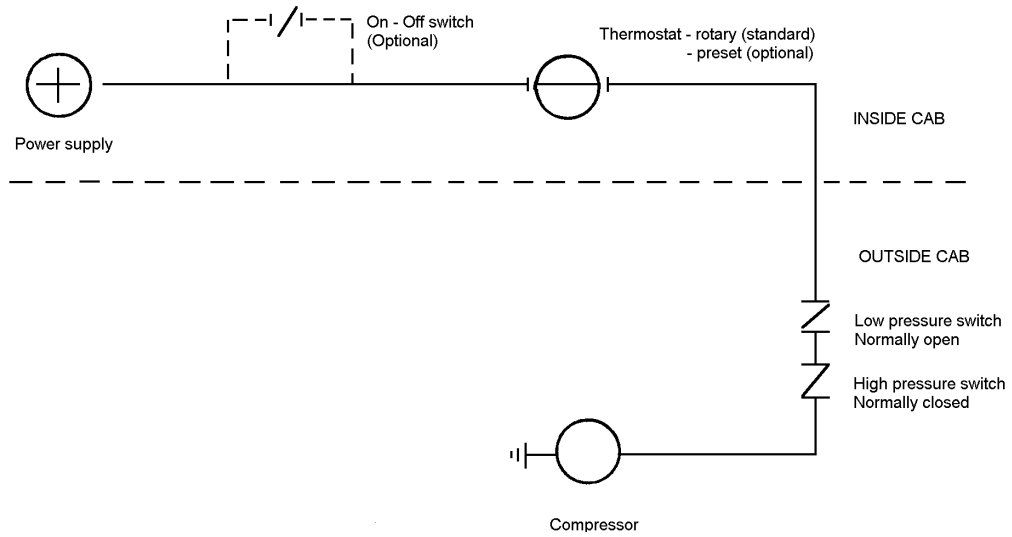 On - Off switch
(Optional)
Thermostat - rotary (standard)
- preset (optional)
Power supply
INSIDE CAB
OUTSIDE CAB
Low pressure switch
Normally open
High pressure switch
Normally closed
Compressor